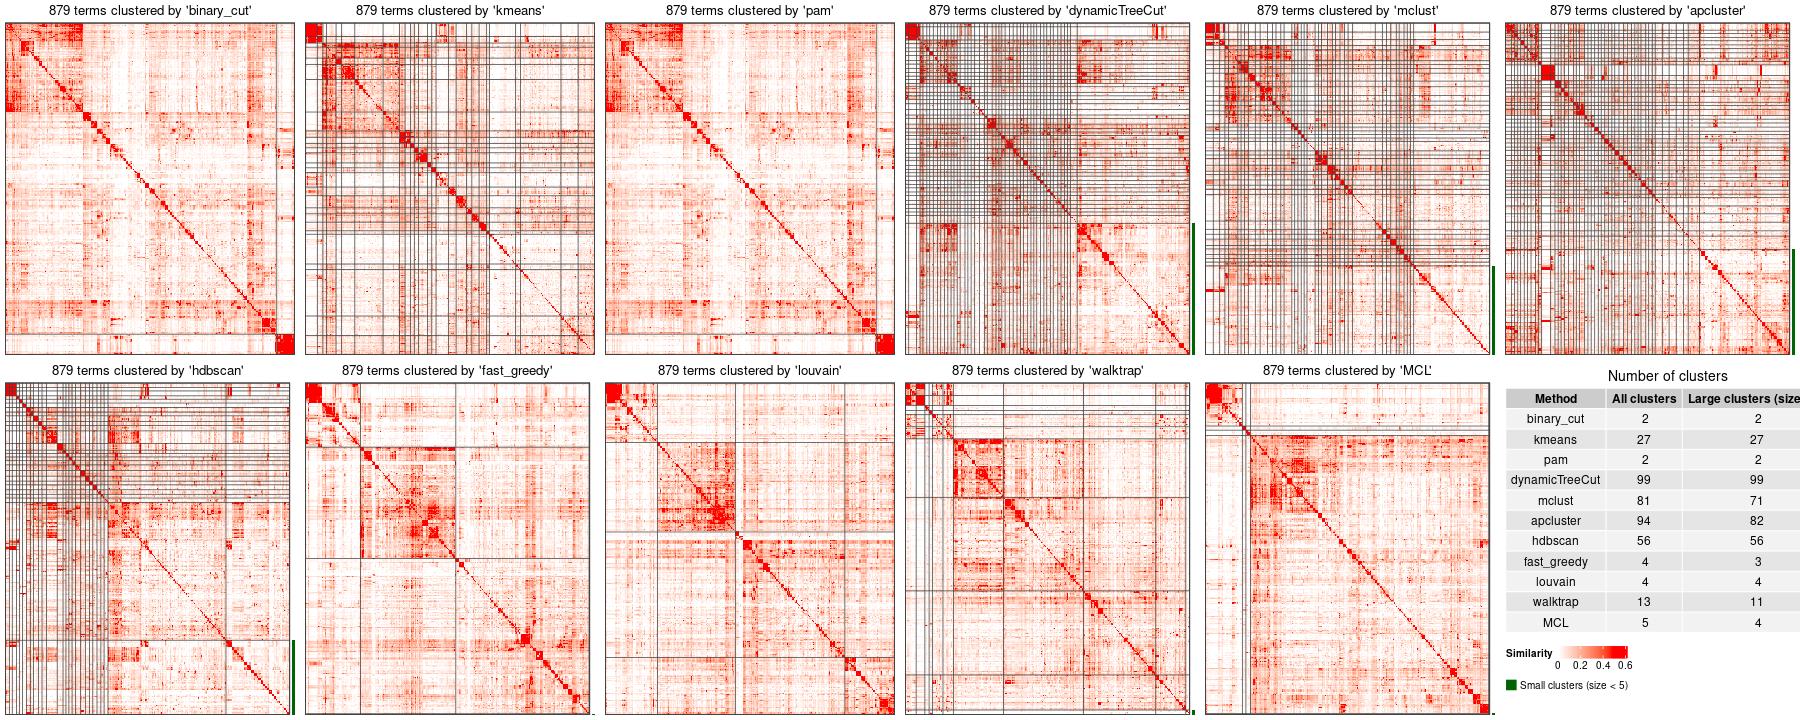 879 terms clustered by 'binary_cut'
879 terms clustered by 'kmeans'
879 terms clustered by 'pam'
879 terms clustered by 'dynamicTreeCut'
879 terms clustered by 'mclust'
879 terms clustered by 'apcluster'
879 terms clustered by 'hdbscan'
879 terms clustered by 'fast_greedy'
879 terms clustered by 'louvain'
879 terms clustered by 'walktrap'
879 terms clustered by 'MCL'
Number of clusters
Method All clusters Large clusters (size
binary_cut 2 2
kmeans 27 27
pam 2 2
dynamicTreeCut 99 99
mclust 81 71
apcluster 94 82
hdbscan 56 56
fast_greedy 4 3
louvain 4 4
walktrap 13 11
MCL 5 4
Similarity
0 0.2 0.4 0.6
Small clusters (size < 5)